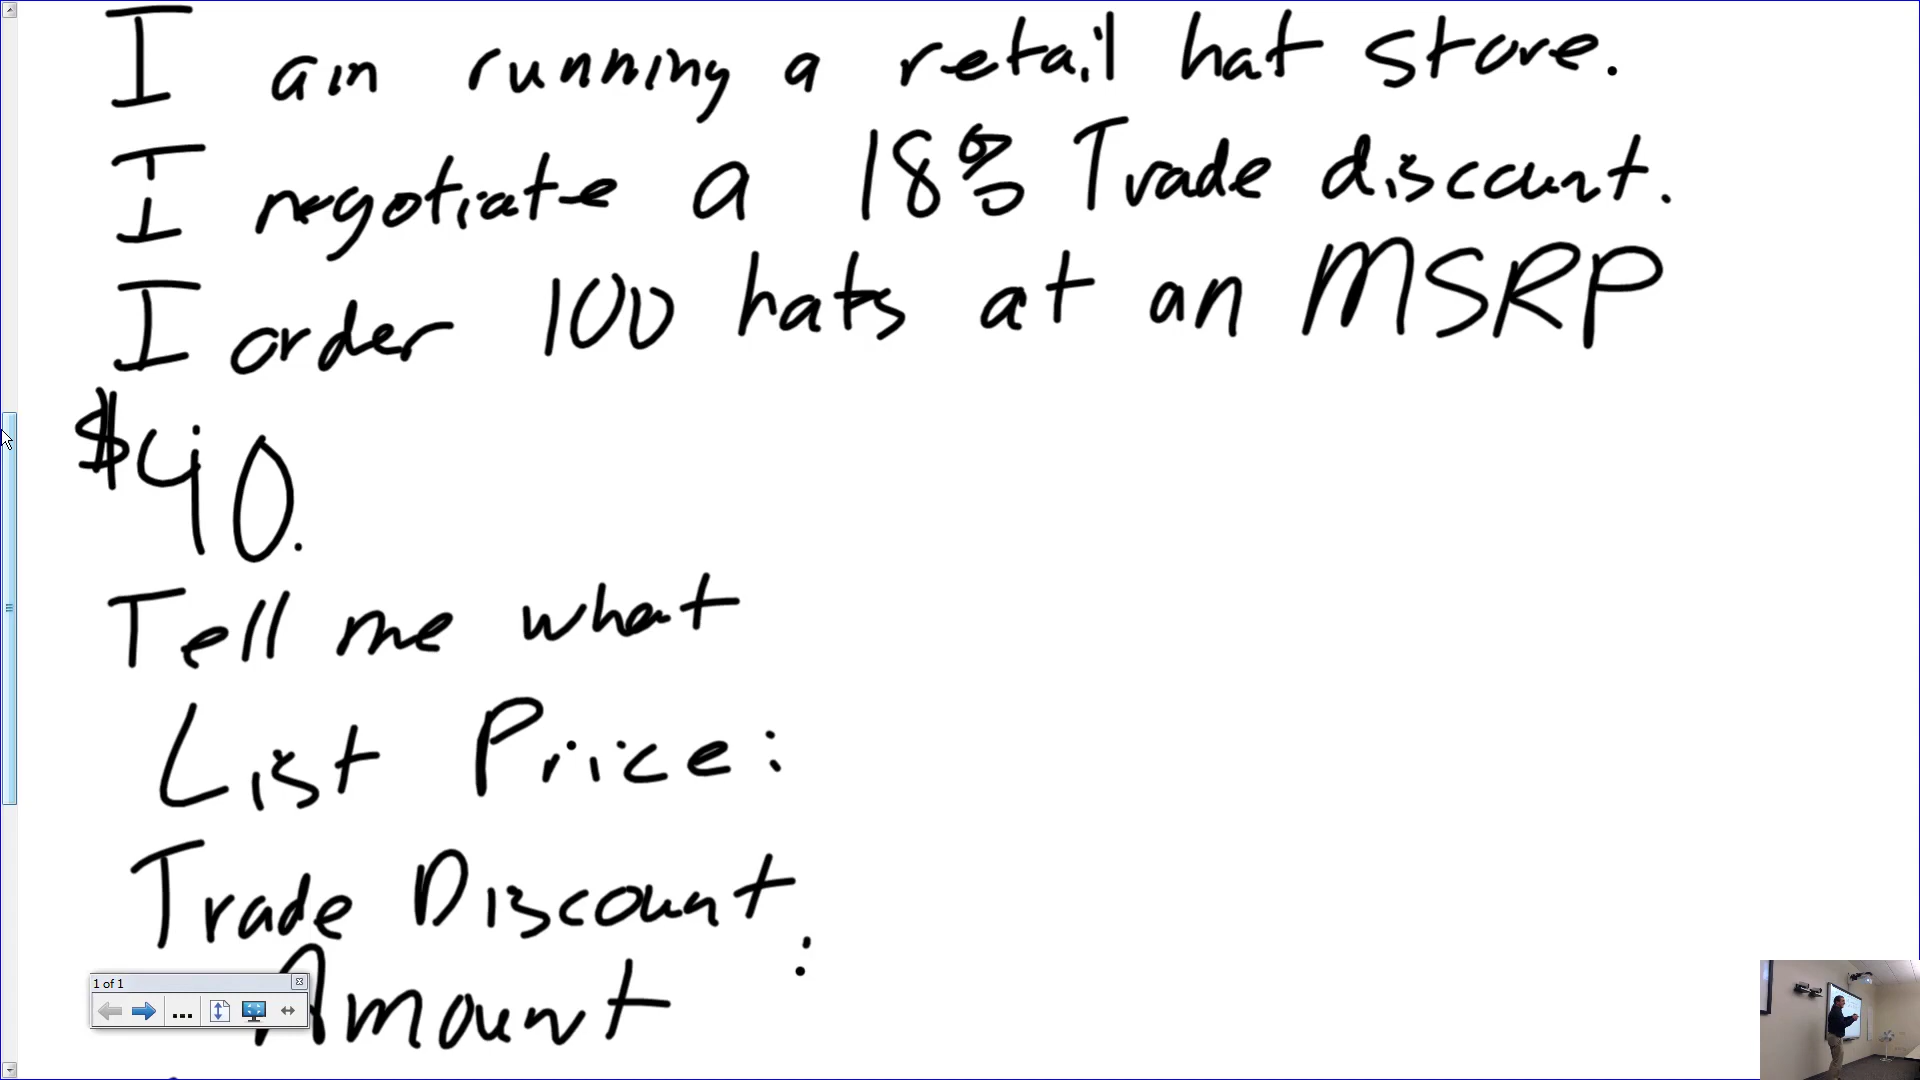 I am running a retail hat store.
I negotiate a 18% Trade discount.
I order 100 hats at an MSRP
$40.
Tell me what
List Price:
Trade Discount
Amount :
1 of 1
...